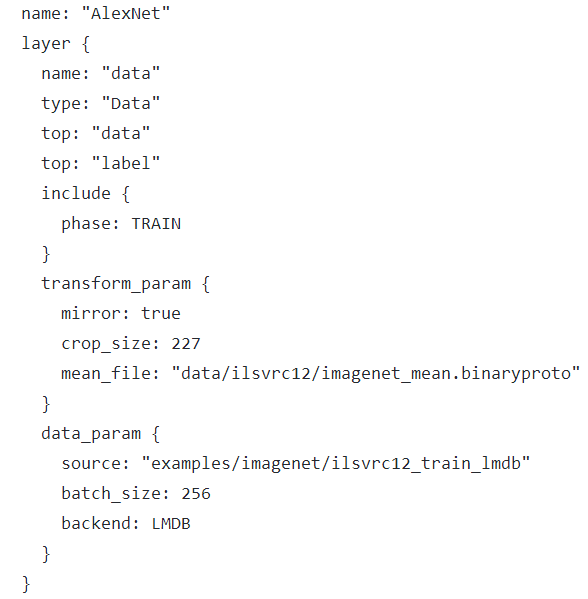 name: "AlexNet"
layer {
  name: "data"
  type: "Data"
  top: "data"
  top: "label"
  include {
    phase: TRAIN
  }
  transform_param {
    mirror: true
    crop_size: 227
    mean_file: "data/ilsvrc12/imagenet_mean.binaryproto"
  }
  data_param {
    source: "examples/imagenet/ilsvrc12_train_lmdb"
    batch_size: 256
    backend: LMDB
  }
}